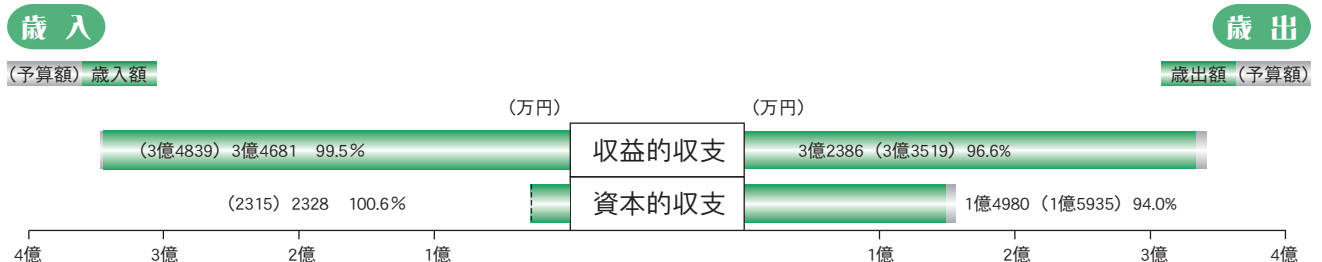 歳入
歳出
（予算額）歳入額
歳出額（予算額）
（万円）
（万円）
（3億4839）3億4681 99.5％
収益的収支
3億2386（3億3519）96.6%
（2315）2328 100.6％
資本的収支
1億4980（1億5935）94.0%
4億 3億 2億 1億 1億 2億 3億 4億